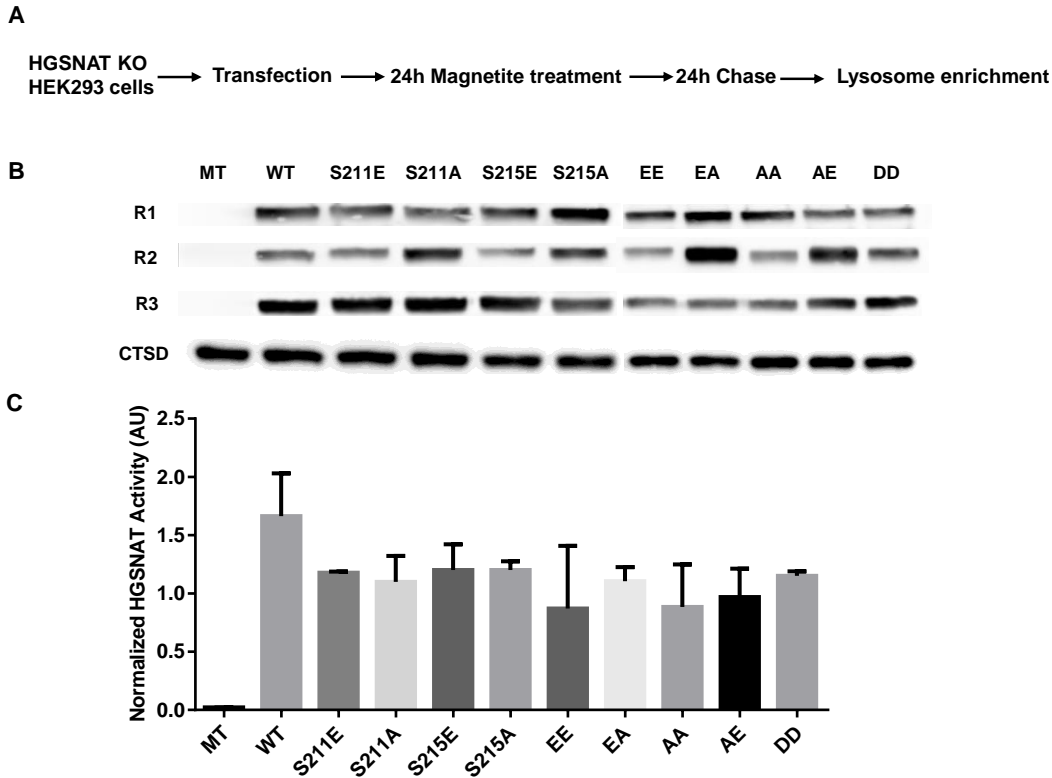 A
HGSNAT KO
HEK293 cells
Transfection
24h Magnetite treatment
24h Chase
Lysosome enrichment
B
MT WT S211E S211A S215E S215A EE EA AA AE DD
R1
R2
R3
CTSD
C
Normalized HGSNAT Activity (AU)
2.5
2.0
1.5
1.0
0.5
0.0
MT WT S211E S211A S215E S215A EE EA AA AE DD